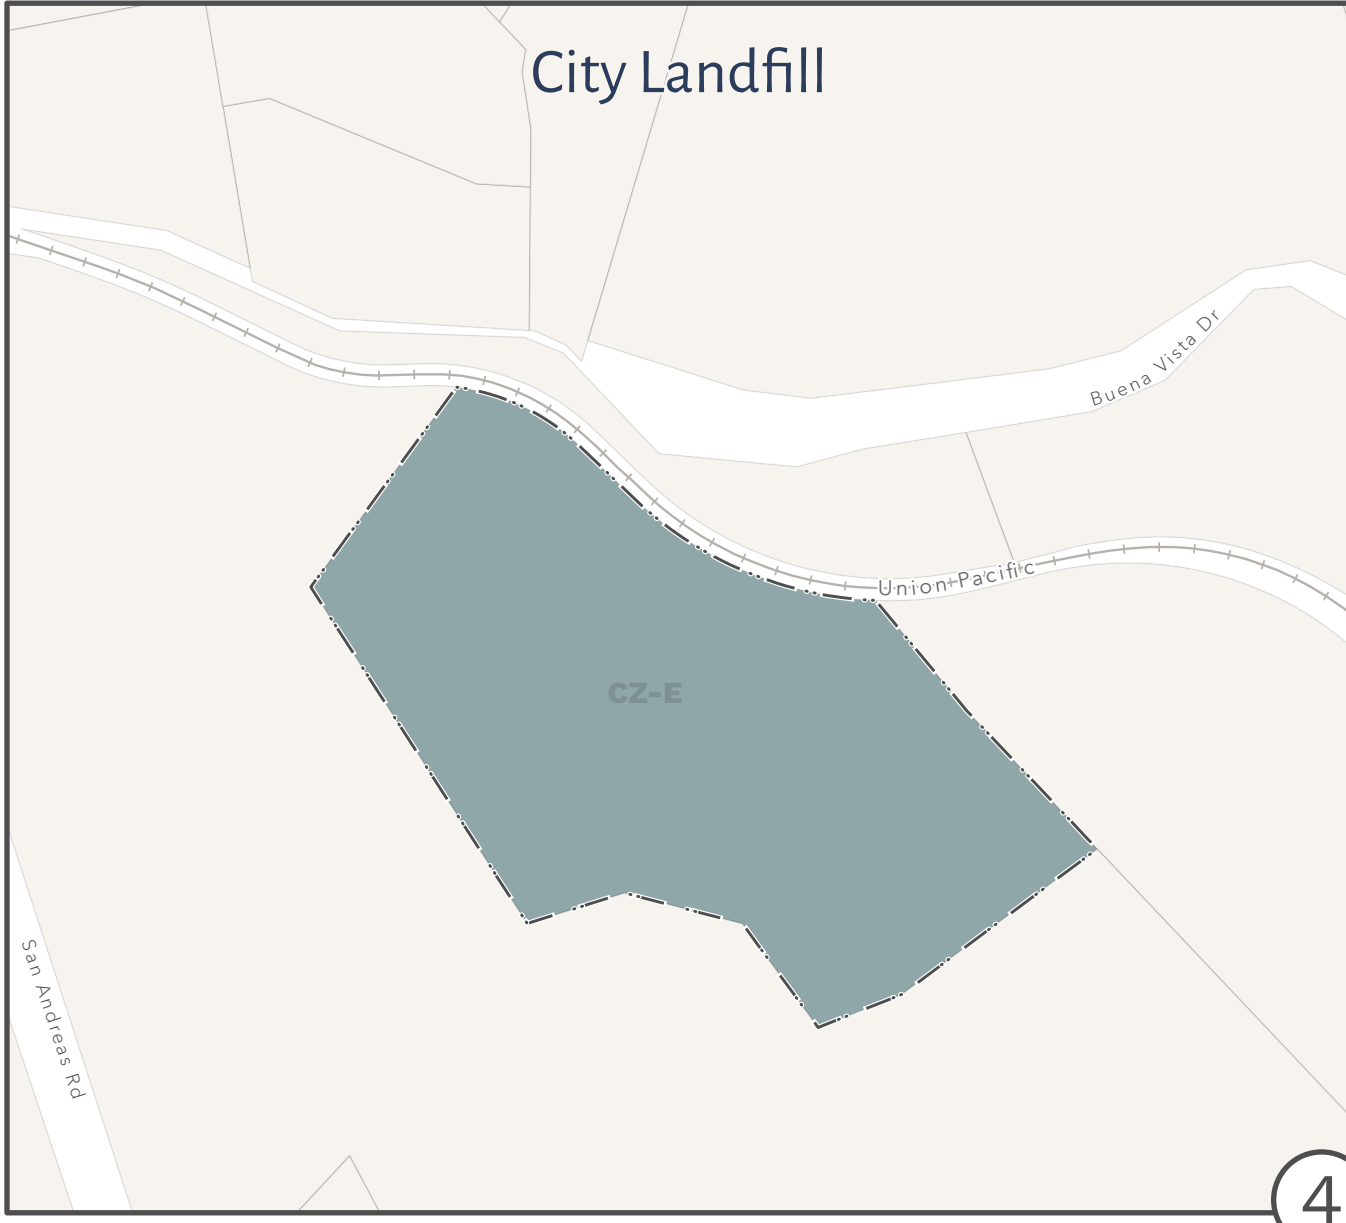 City Landfill
Buena Vista Dr
Union Pacific
CZ-E
San Andreas Rd
4